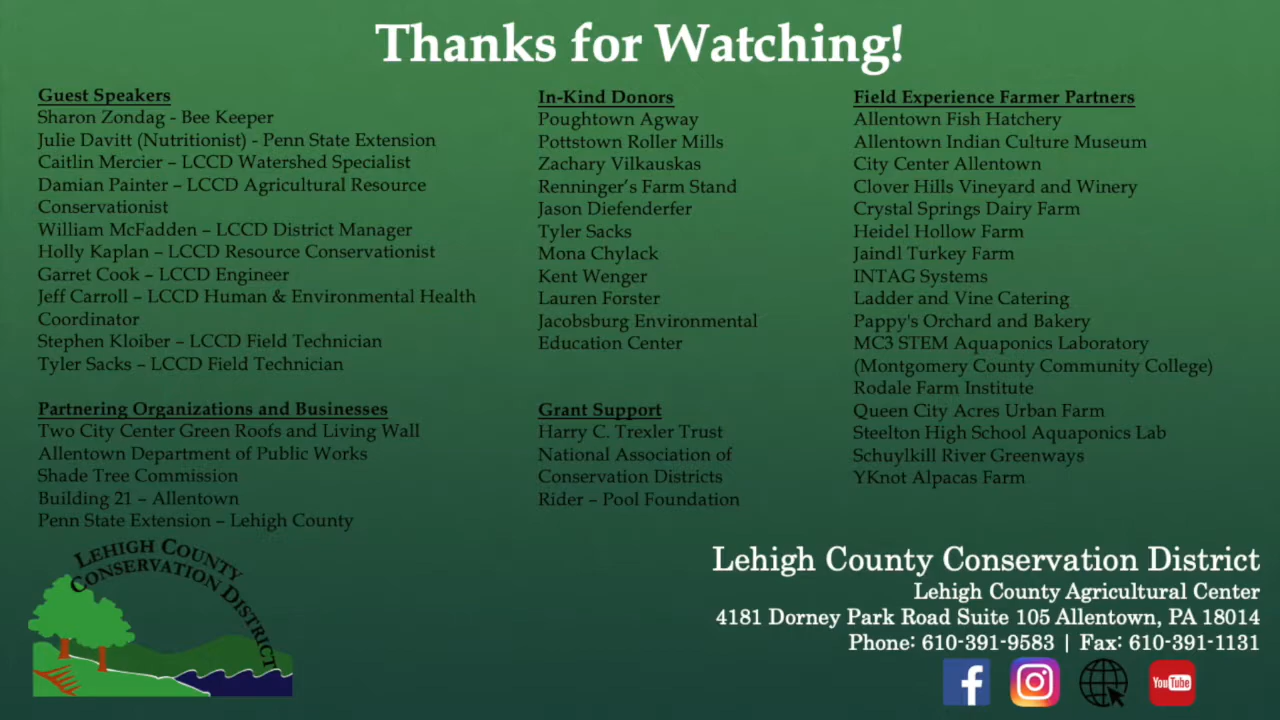 Thanks for Watching!
Guest Speakers
Sharon Zondag - Bee Keeper
Julie Davitt (Nutritionist) - Penn State Extension
Caitlin Mercier – LCCD Watershed Specialist
Damian Painter – LCCD Agricultural Resource
Conservationist
William McFadden – LCCD District Manager
Holly Kaplan – LCCD Resource Conservationist
Garret Cook – LCCD Engineer
Jeff Carroll – LCCD Human & Environmental Health
Coordinator
Stephen Kloiber – LCCD Field Technician
Tyler Sacks – LCCD Field Technician
Partnering Organizations and Businesses
Two City Center Green Roofs and Living Wall
Allentown Department of Public Works
Shade Tree Commission
Building 21 – Allentown
Penn State Extension – Lehigh County
In-Kind Donors
Poughtown Agway
Pottstown Roller Mills
Zachary Vilkauskas
Renninger’s Farm Stand
Jason Diefenderfer
Tyler Sacks
Mona Chylack
Kent Wenger
Lauren Forster
Jacobsburg Environmental
Education Center
Grant Support
Harry C. Trexler Trust
National Association of
Conservation Districts
Rider – Pool Foundation
Field Experience Farmer Partners
Allentown Fish Hatchery
Allentown Indian Culture Museum
City Center Allentown
Clover Hills Vineyard and Winery
Crystal Springs Dairy Farm
Heidel Hollow Farm
Jaindl Turkey Farm
INTAG Systems
Ladder and Vine Catering
Pappy's Orchard and Bakery
MC3 STEM Aquaponics Laboratory
(Montgomery County Community College)
Rodale Farm Institute
Queen City Acres Urban Farm
Steelton High School Aquaponics Lab
Schuylkill River Greenways
YKnot Alpacas Farm
LEHIGH COUNTY
CONSERVATION DISTRICT
Lehigh County Conservation District
Lehigh County Agricultural Center
4181 Dorney Park Road Suite 105 Allentown, PA 18014
Phone: 610-391-9583 | Fax: 610-391-1131
YouTube